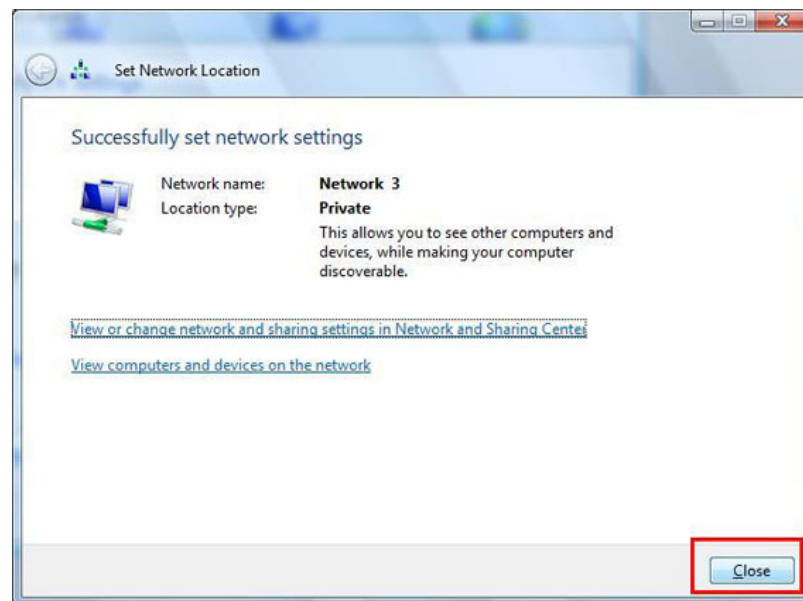 Set Network Location
Successfully set network settings
Network name: Network 3
Location type: Private
This allows you to see other computers and
devices, while making your computer
discoverable.
View or change network and sharing settings in Network and Sharing Center
View computers and devices on the network
Close